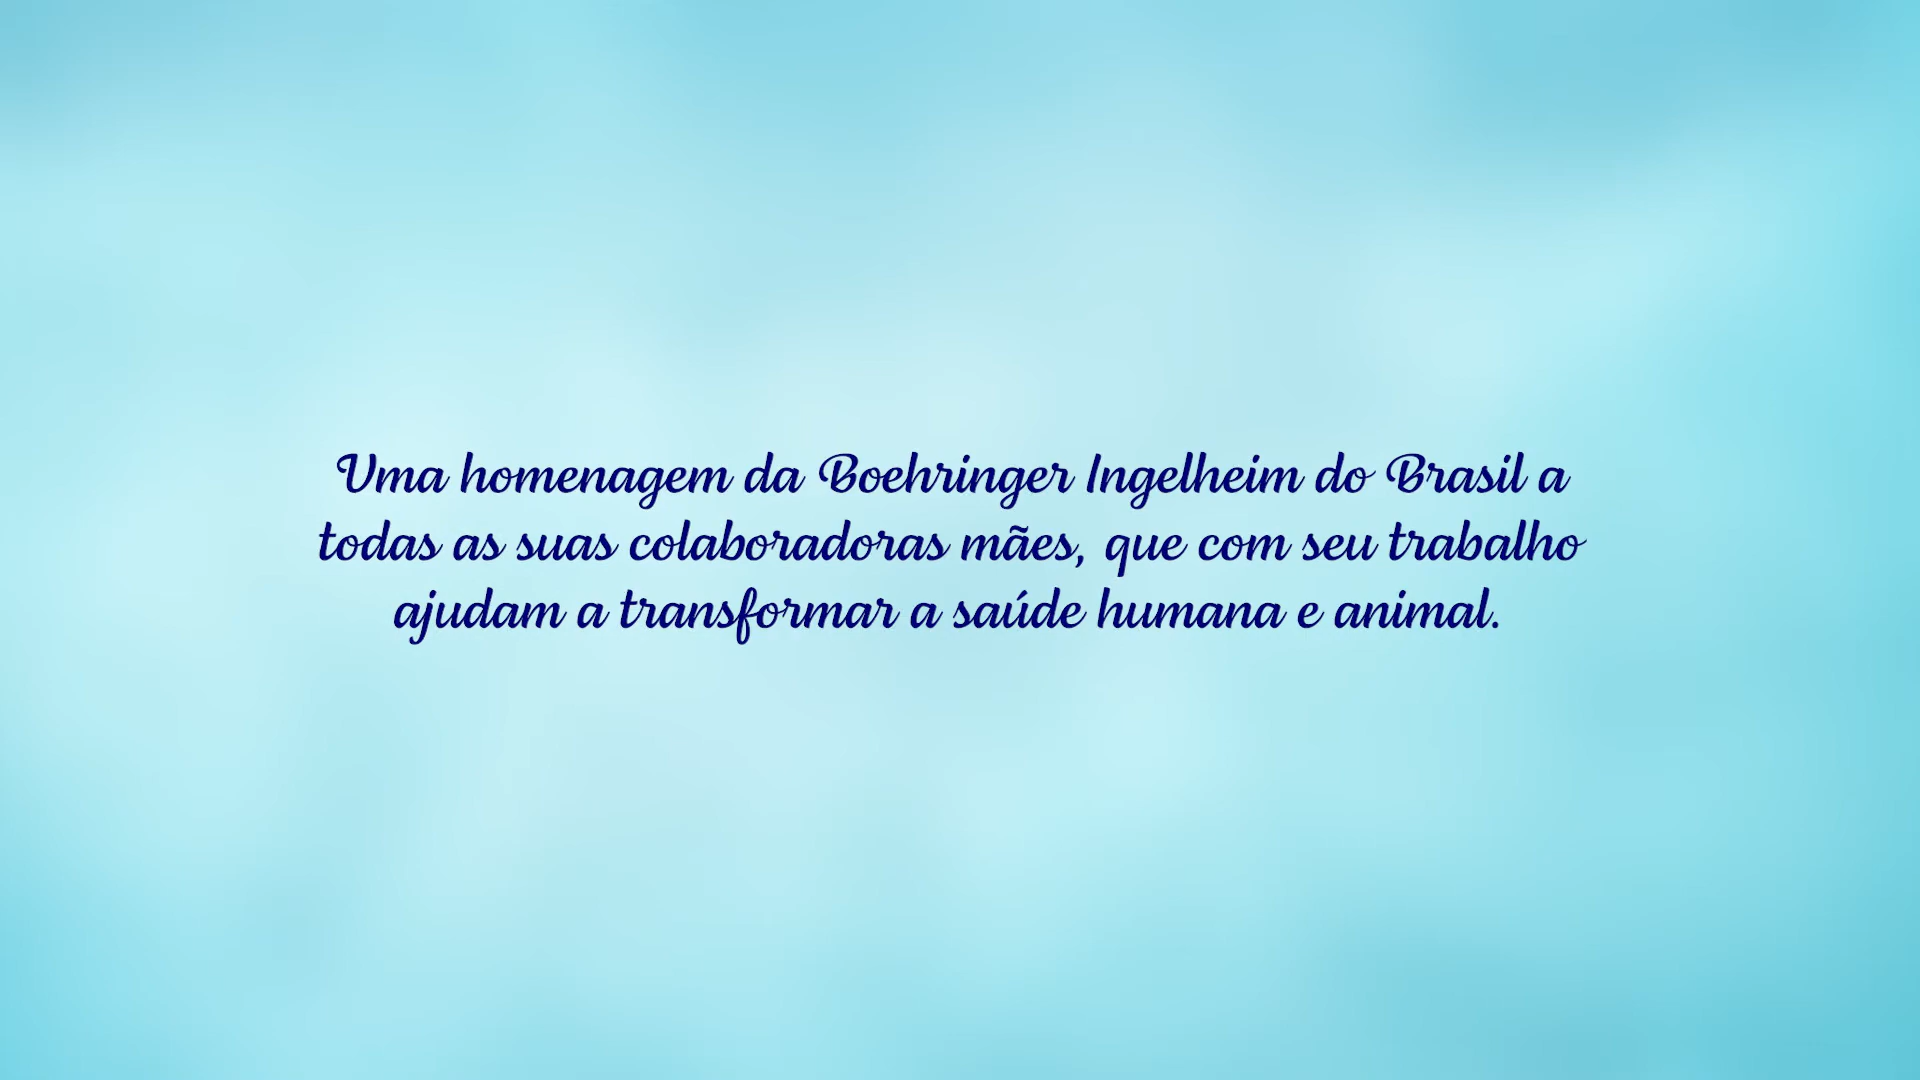 Uma homenagem da Boehringer Ingelheim do Brasil a
todas as suas colaboradoras mães, que com seu trabalho
ajudam a transformar a saúde humana e animal.